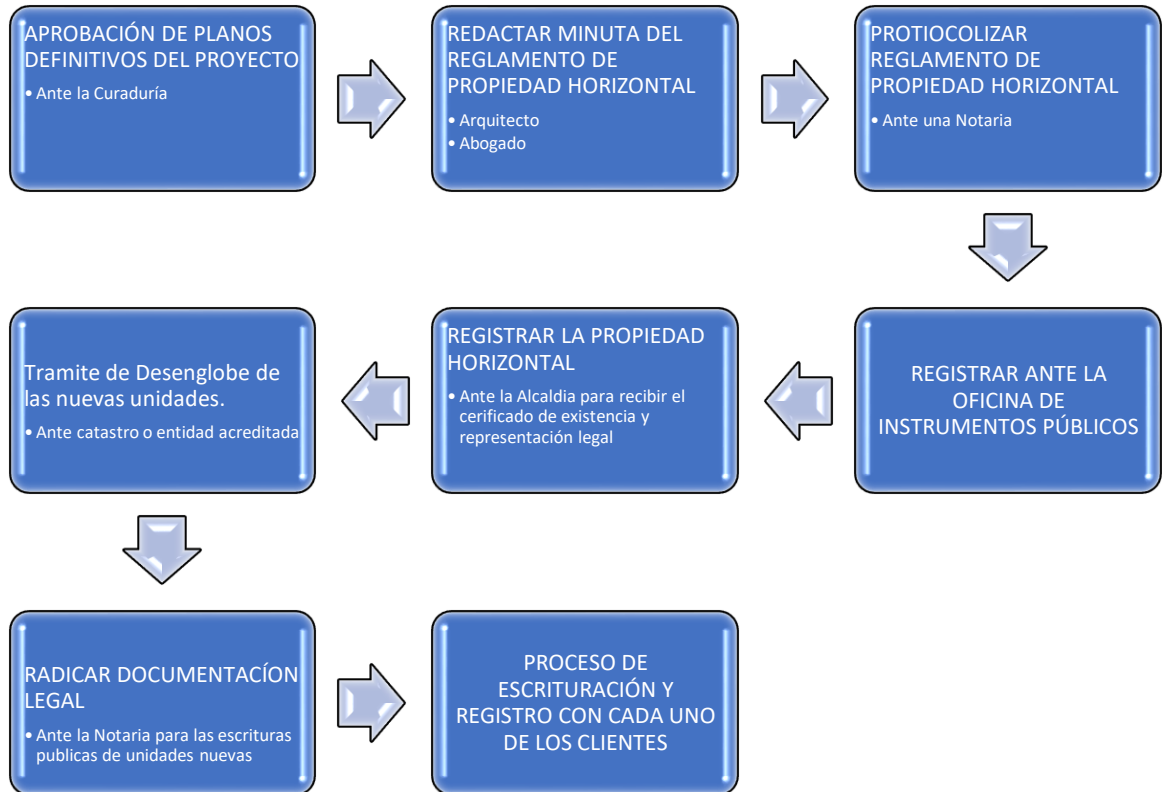 APROBACIÓN DE PLANOS
DEFINITIVOS DEL PROYECTO
• Ante la Curaduría
REDACTAR MINUTA DEL
REGLAMENTO DE
PROPIEDAD HORIZONTAL
• Arquitecto
• Abogado
PROTIOCOLIZAR
REGLAMENTO DE
PROPIEDAD HORIZONTAL
• Ante una Notaria
REGISTRAR ANTE LA
OFICINA DE
INSTRUMENTOS PÚBLICOS
REGISTRAR LA PROPIEDAD
HORIZONTAL
• Ante la Alcaldia para recibir el
cerificado de existencia y
representación legal
Tramite de Desenglobe de
las nuevas unidades.
• Ante catastro o entidad acreditada
RADICAR DOCUMENTACÍON
LEGAL
• Ante la Notaria para las escrituras
publicas de unidades nuevas
PROCESO DE
ESCRITURACIÓN Y
REGISTRO CON CADA UNO
DE LOS CLIENTES